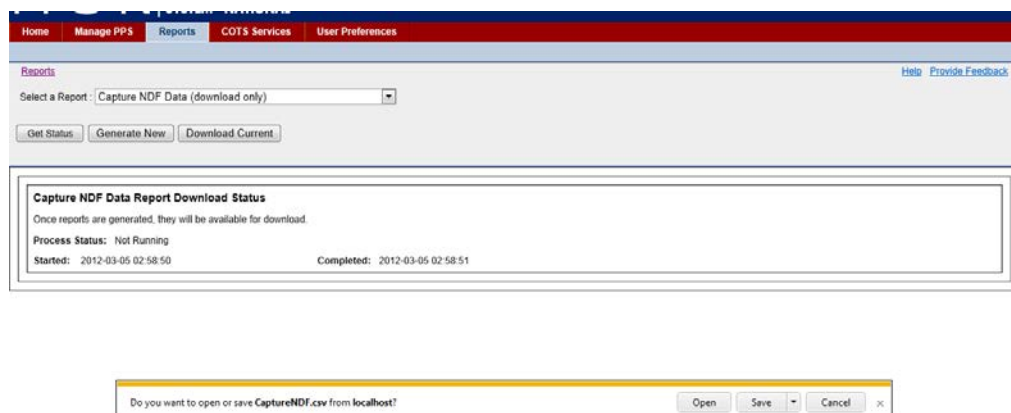 Home Manage PPS Reports COTS Services User Preferences
Reports Help Provide Feedback
Select a Report : Capture NDF Data (download only)
Get Status Generate New Download Current
Capture NDF Data Report Download Status
Once reports are generated, they will be available for download.
Process Status: Not Running
Started: 2012-03-05 02:58:50 Completed: 2012-03-05 02:58:51
Do you want to open or save CaptureNDF.csv from localhost?
Open Save Cancel